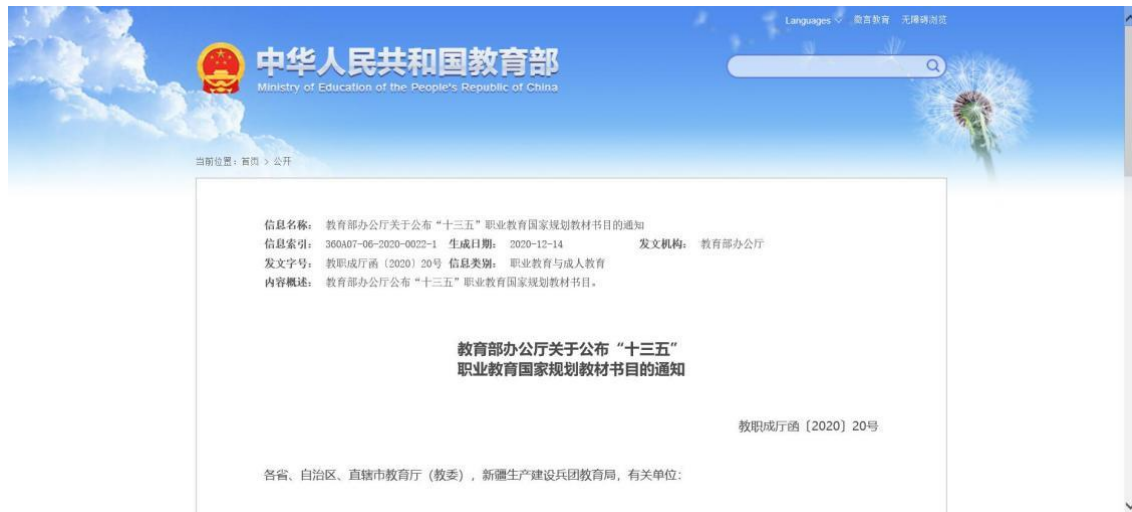 Languages 微言教育 无障碍浏览
中华人民共和国教育部
Ministry of Education of the People's Republic of China
当前位置：首页 > 公开
信息名称： 教育部办公厅关于公布“十三五”职业教育国家规划教材书目的通知
信息索引： 360A07-06-2020-0022-1 生成日期： 2020-12-14 发文机构： 教育部办公厅
发文字号： 教职成厅函〔2020〕20号 信息类别： 职业教育与成人教育
内容概述： 教育部办公厅公布“十三五”职业教育国家规划教材书目。
教育部办公厅关于公布“十三五”
职业教育国家规划教材书目的通知
教职成厅函〔2020〕20号
各省、自治区、直辖市教育厅（教委），新疆生产建设兵团教育局，有关单位：